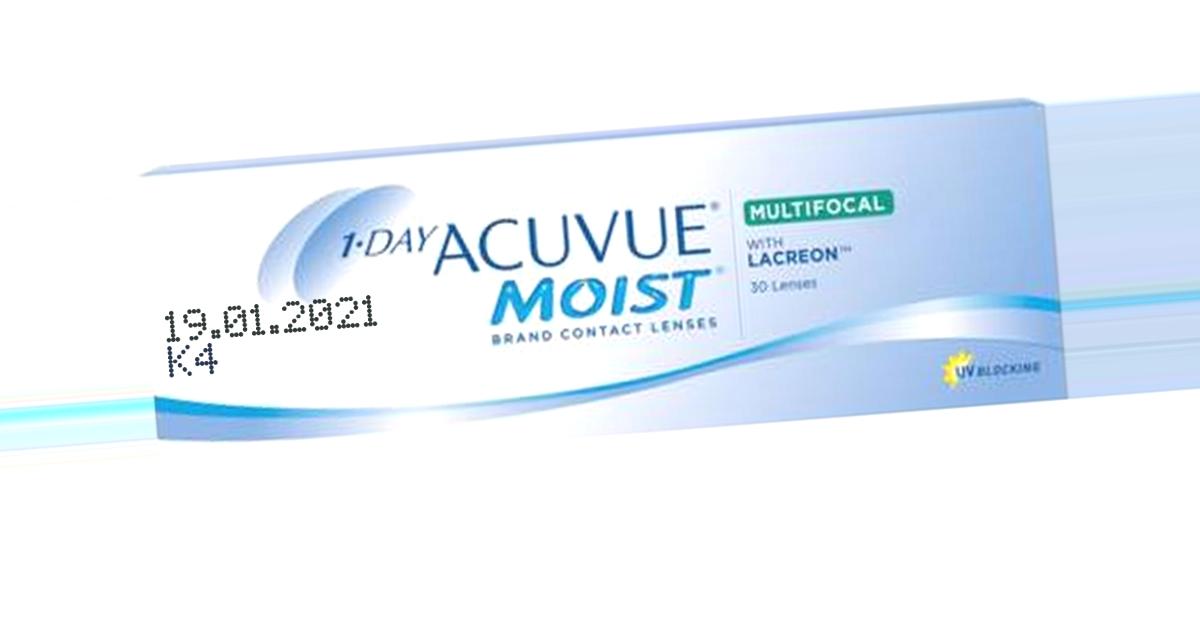 1·DAY ACUVUE®
MOIST®
BRAND CONTACT LENSES
MULTIFOCAL
WITH
LACREON™
30 Lenses
19.01.2021
K4
UV BLOCKING